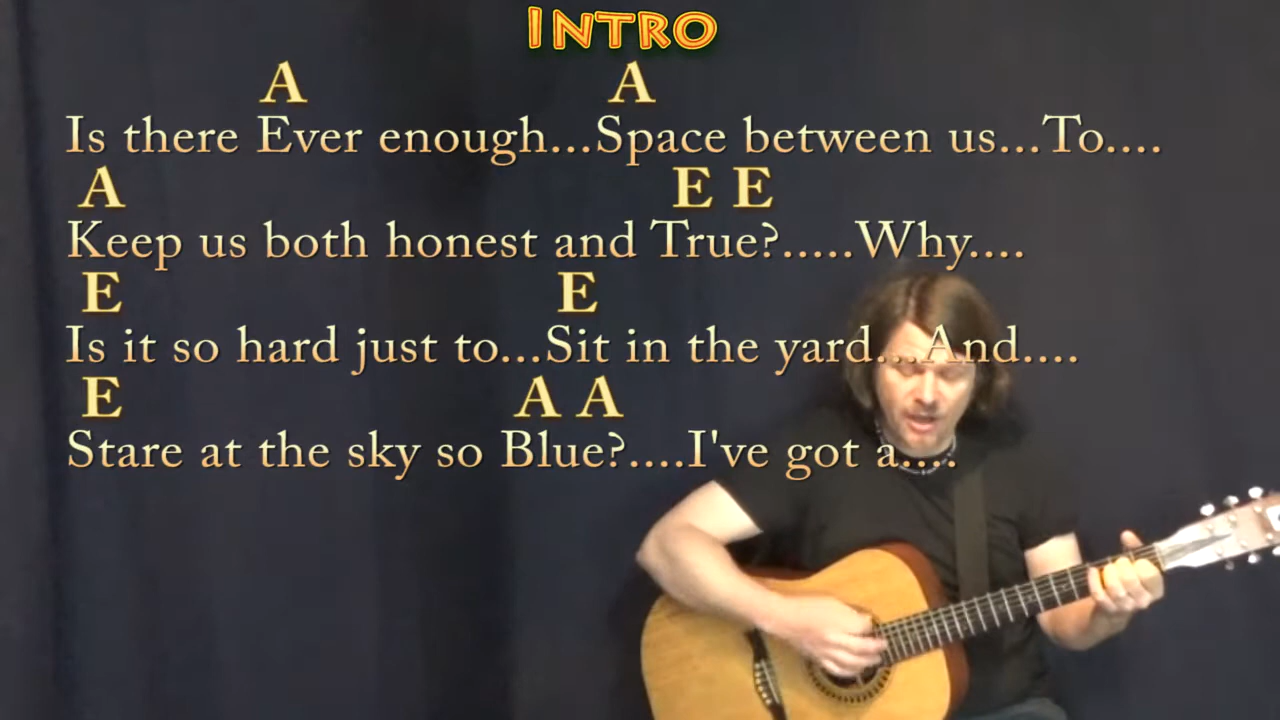 INTRO
A A
Is there Ever enough...Space between us...To....
A E E
Keep us both honest and True?.....Why....
E E
Is it so hard just to...Sit in the yard...And....
E A A
Stare at the sky so Blue?....I've got a....